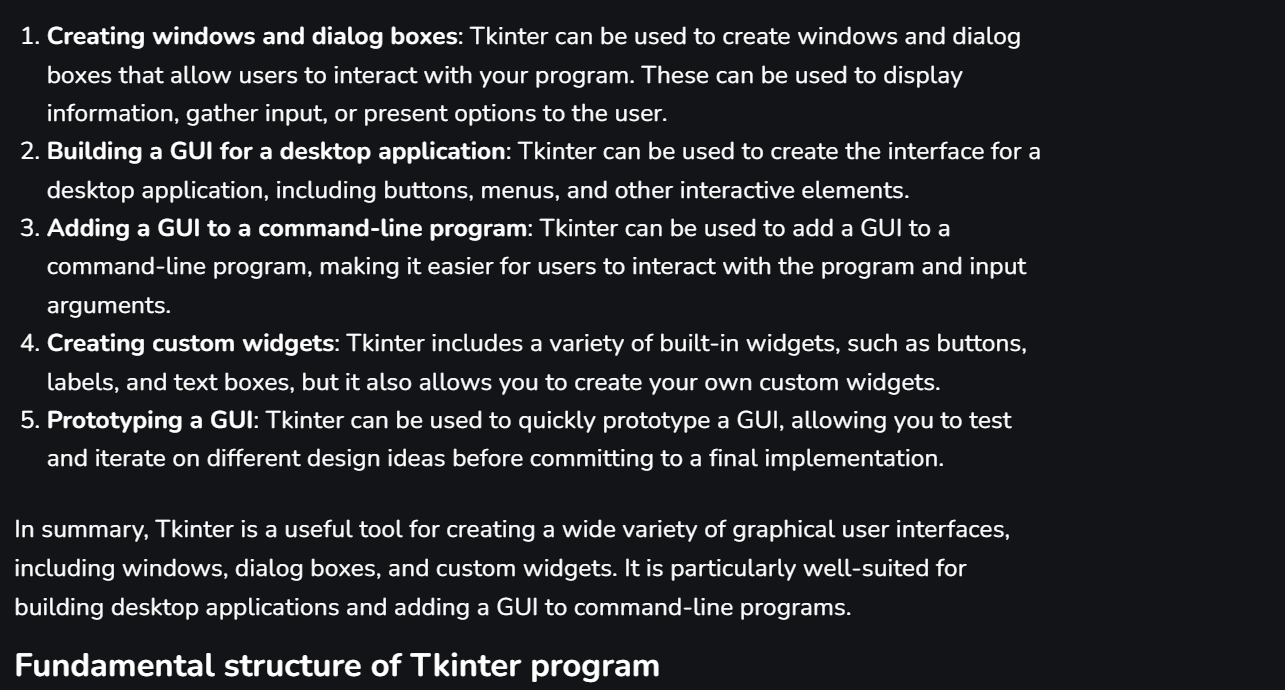 1. Creating windows and dialog boxes: Tkinter can be used to create windows and dialog
boxes that allow users to interact with your program. These can be used to display
information, gather input, or present options to the user.
2. Building a GUI for a desktop application: Tkinter can be used to create the interface for a
desktop application, including buttons, menus, and other interactive elements.
3. Adding a GUI to a command-line program: Tkinter can be used to add a GUI to a
command-line program, making it easier for users to interact with the program and input
arguments.
4. Creating custom widgets: Tkinter includes a variety of built-in widgets, such as buttons,
labels, and text boxes, but it also allows you to create your own custom widgets.
5. Prototyping a GUI: Tkinter can be used to quickly prototype a GUI, allowing you to test
and iterate on different design ideas before committing to a final implementation.
In summary, Tkinter is a useful tool for creating a wide variety of graphical user interfaces,
including windows, dialog boxes, and custom widgets. It is particularly well-suited for
building desktop applications and adding a GUI to command-line programs.
Fundamental structure of Tkinter program